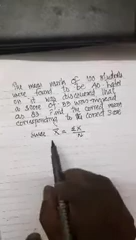 The mean mark of 100 students
were found to be 40. Later
on it was discovered that
a score of 53 was misread
as 83. Find the correct mean
corresponding to the correct score
Since X̄ = ΣX / N